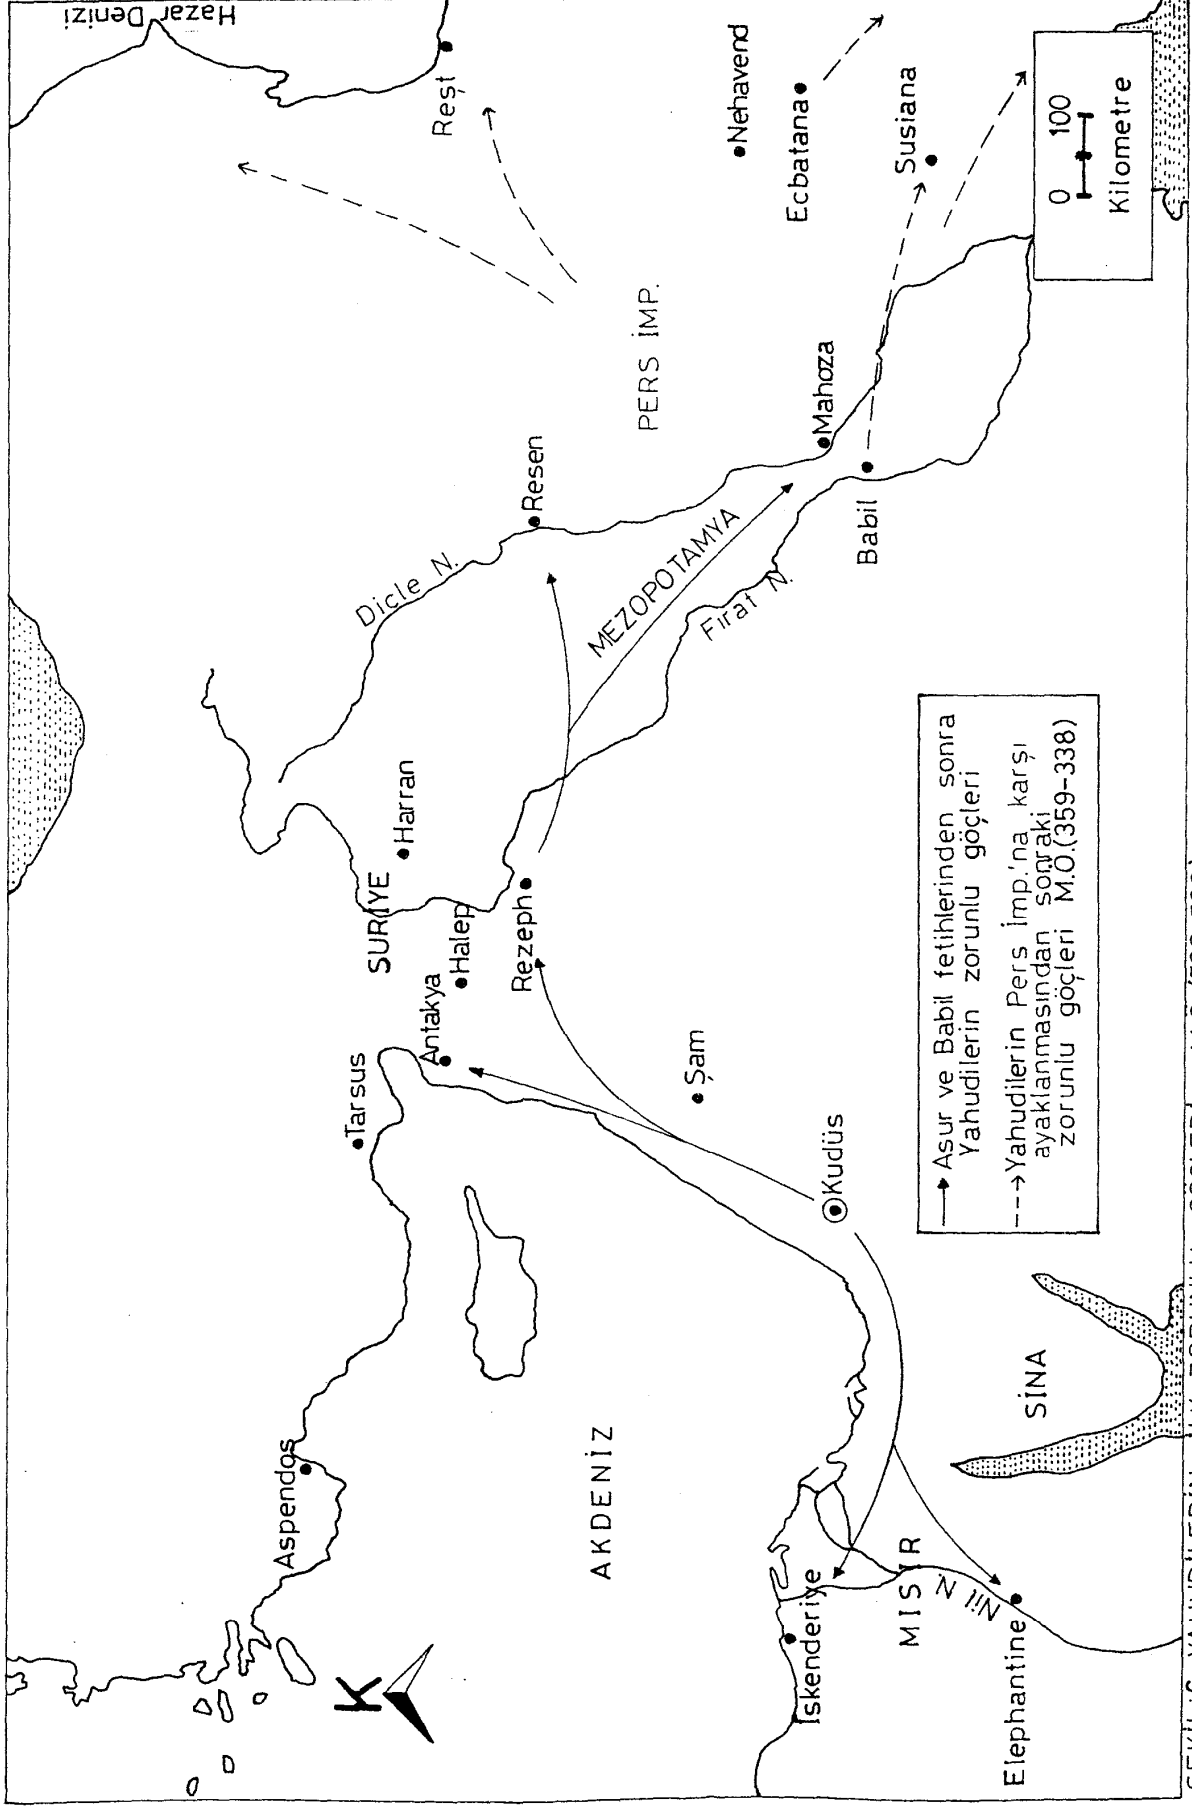 Hazar Denizi
Reşt
Nehavend
Ecbatana
Susiana
0 100
Kilometre
PERS İMP.
Mahoza
Resen
Dicle N.
MEZOPOTAMYA
Fırat N.
Babil
Harran
SURİYE
Halep
Rezeph
Antakya
Tarsus
Şam
Kudüs
Aspendos
AKDENİZ
K
SİNA
İskenderiye
MISIR
Nil N
Elephantine
Asur ve Babil fetihlerinden sonra
Yahudilerin zorunlu göçleri
Yahudilerin Pers İmp.'na karşı
ayaklanmasından sonraki
zorunlu göçleri M.Ö.(359-338)